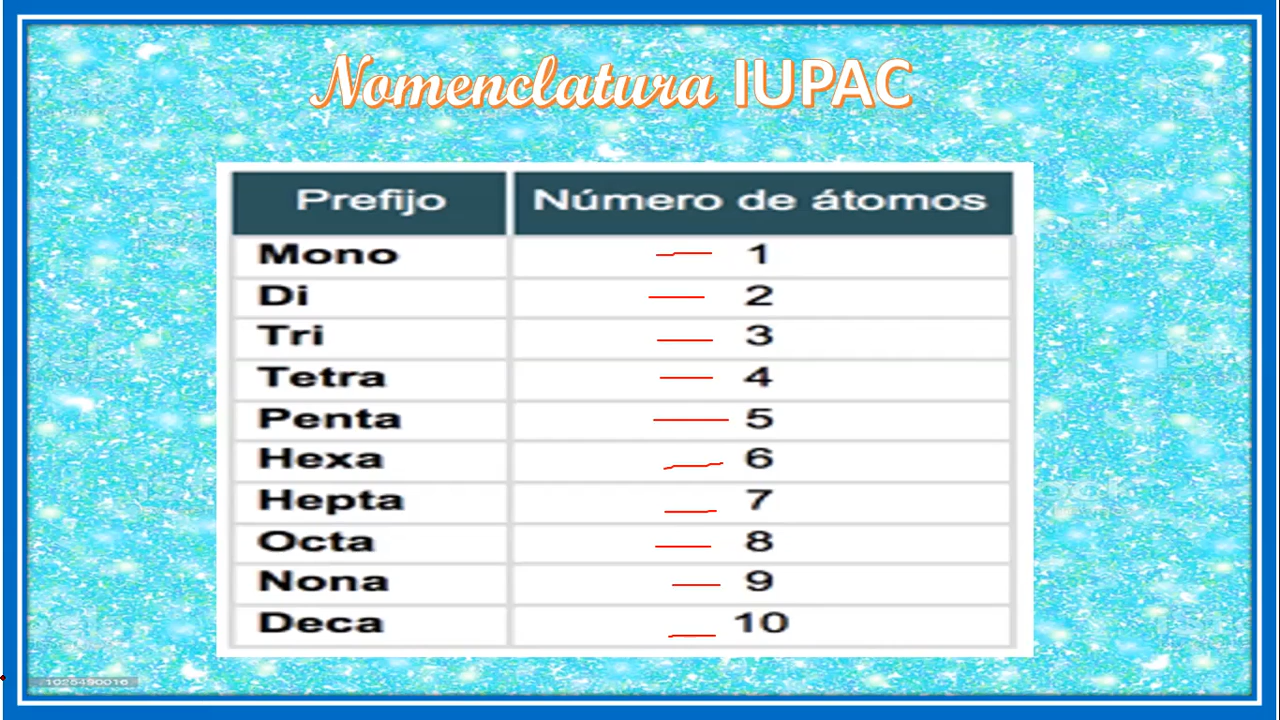 Nomenclatura IUPAC
Prefijo Número de átomos
Mono 1
Di 2
Tri 3
Tetra 4
Penta 5
Hexa 6
Hepta 7
Octa 8
Nona 9
Deca 10
1025490016